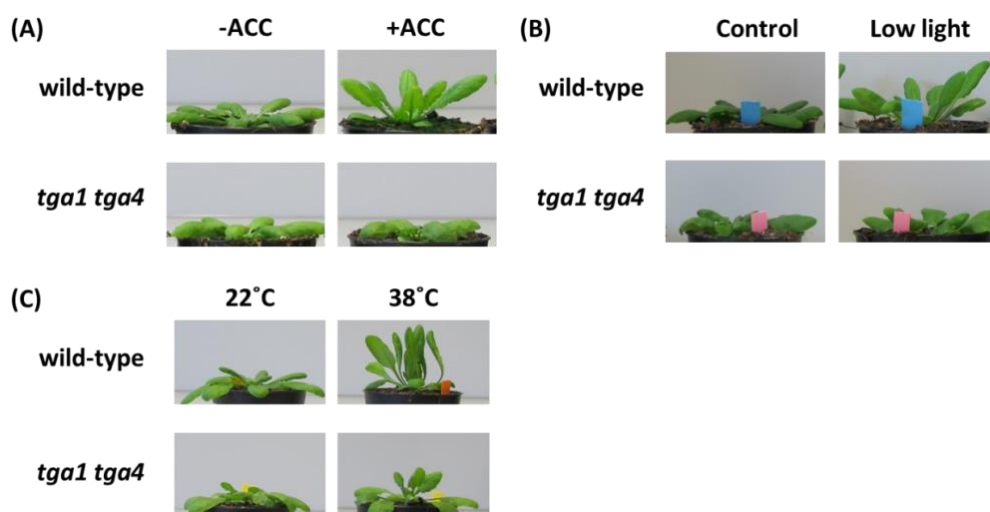 (A) -ACC +ACC
wild-type
tga1 tga4
(B) Control Low light
wild-type
tga1 tga4
(C) 22˚C 38˚C
wild-type
tga1 tga4